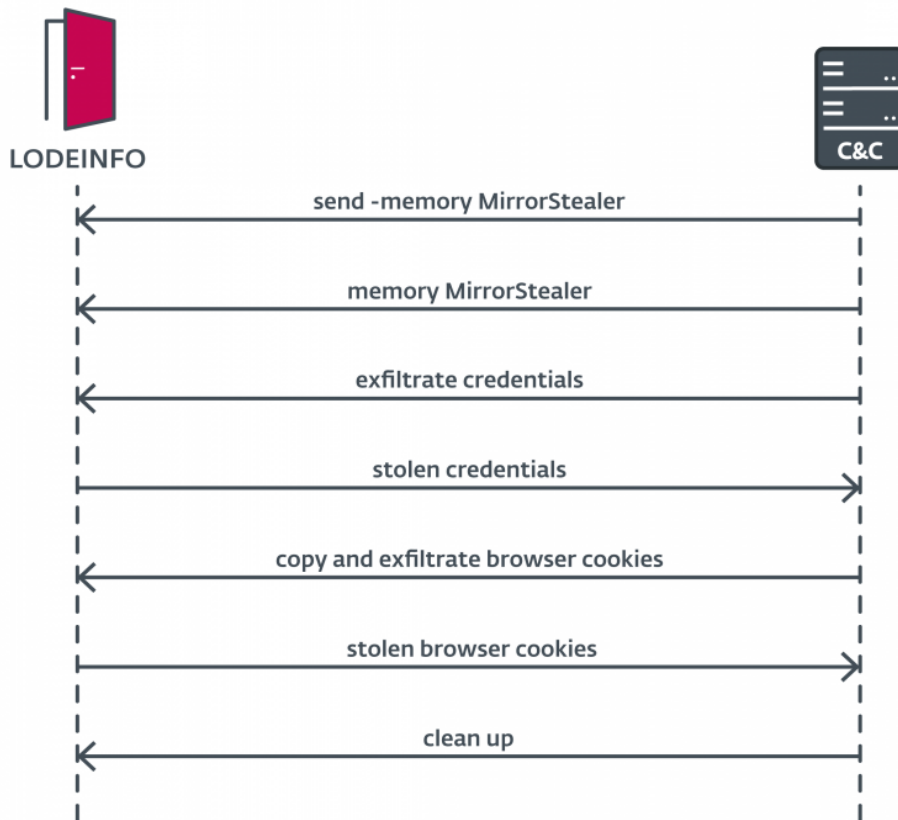 LODEINFO
C&C
send -memory MirrorStealer
memory MirrorStealer
exfiltrate credentials
stolen credentials
copy and exfiltrate browser cookies
stolen browser cookies
clean up